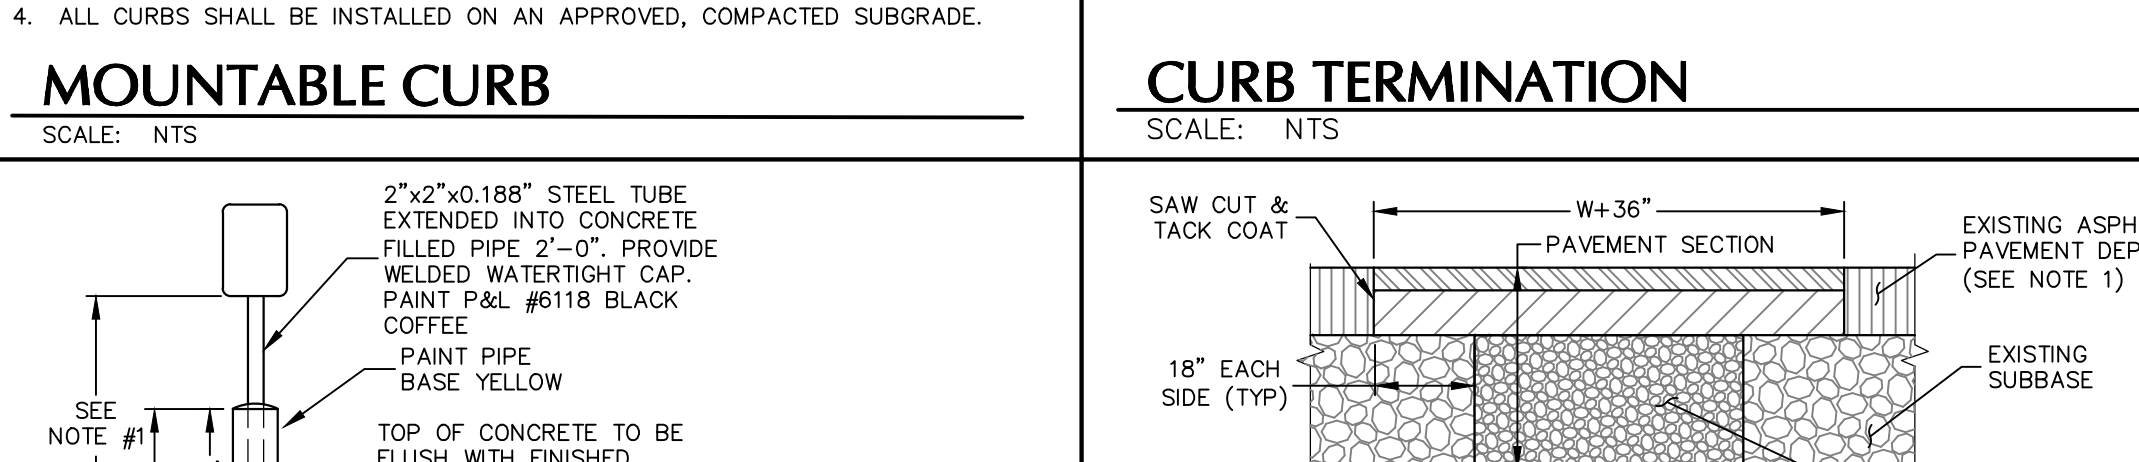 4. ALL CURBS SHALL BE INSTALLED ON AN APPROVED, COMPACTED SUBGRADE.
MOUNTABLE CURB
SCALE: NTS
CURB TERMINATION
SCALE: NTS
2”x2”x0.188” STEEL TUBE
EXTENDED INTO CONCRETE
FILLED PIPE 2’–0”. PROVIDE
WELDED WATERTIGHT CAP.
PAINT P&L #6118 BLACK
COFFEE
PAINT PIPE
BASE YELLOW
SEE
NOTE #1
TOP OF CONCRETE TO BE
FLUSH WITH FINISHED
SAW CUT &
TACK COAT
W+36”
PAVEMENT SECTION
EXISTING ASPH
PAVEMENT DEP
(SEE NOTE 1)
18” EACH
SIDE (TYP)
EXISTING
SUBBASE